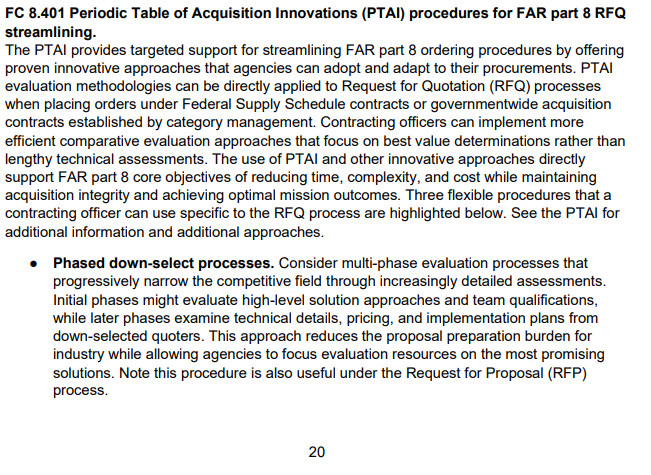 FC 8.401 Periodic Table of Acquisition Innovations (PTAI) procedures for FAR part 8 RFQ
streamlining.
The PTAI provides targeted support for streamlining FAR part 8 ordering procedures by offering
proven innovative approaches that agencies can adopt and adapt to their procurements. PTAI
evaluation methodologies can be directly applied to Request for Quotation (RFQ) processes
when placing orders under Federal Supply Schedule contracts or governmentwide acquisition
contracts established by category management. Contracting officers can implement more
efficient comparative evaluation approaches that focus on best value determinations rather than
lengthy technical assessments. The use of PTAI and other innovative approaches directly
support FAR part 8 core objectives of reducing time, complexity, and cost while maintaining
acquisition integrity and achieving optimal mission outcomes. Three flexible procedures that a
contracting officer can use specific to the RFQ process are highlighted below. See the PTAI for
additional information and additional approaches.
● Phased down-select processes. Consider multi-phase evaluation processes that
progressively narrow the competitive field through increasingly detailed assessments.
Initial phases might evaluate high-level solution approaches and team qualifications,
while later phases examine technical details, pricing, and implementation plans from
down-selected quoters. This approach reduces the proposal preparation burden for
industry while allowing agencies to focus evaluation resources on the most promising
solutions. Note this procedure is also useful under the Request for Proposal (RFP)
process.
20